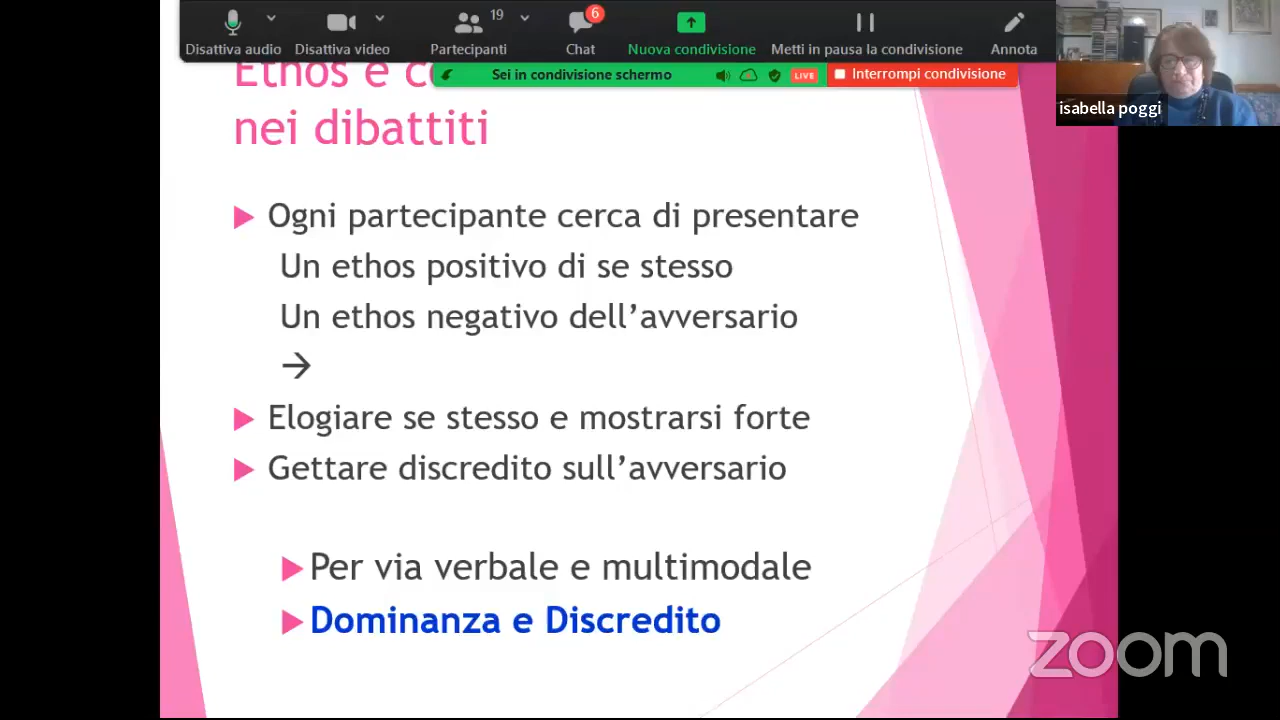 19
6
Disattiva audio
Disattiva video
Partecipanti
Chat
Nuova condivisione
Metti in pausa la condivisione
Annota
Sei in condivisione schermo
LIVE
Interrompi condivisione
isabella poggi
Ethos e
nei dibattiti
Ogni partecipante cerca di presentare
Un ethos positivo di se stesso
Un ethos negativo dell’avversario
→
Elogiare se stesso e mostrarsi forte
Gettare discredito sull’avversario
Per via verbale e multimodale
Dominanza e Discredito
zoom